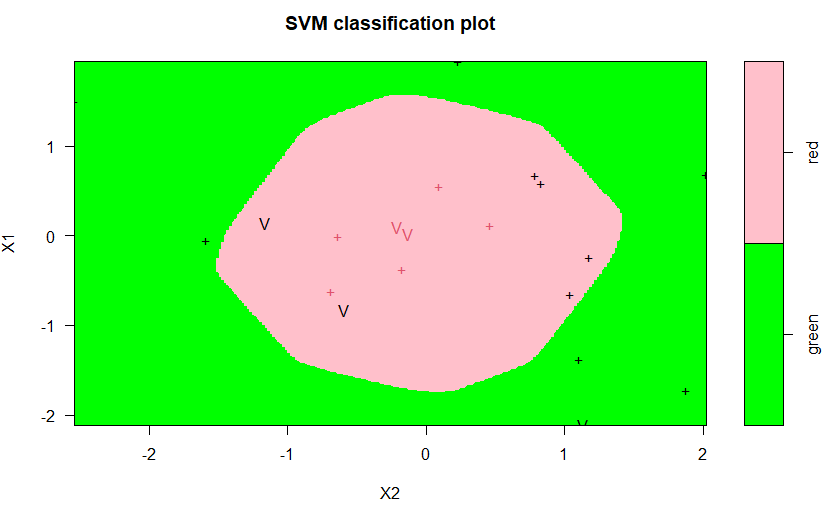 SVM classification plot
1
0
-1
-2
X1
-2
-1
0
1
2
X2
red
green
V
V
V
V
V